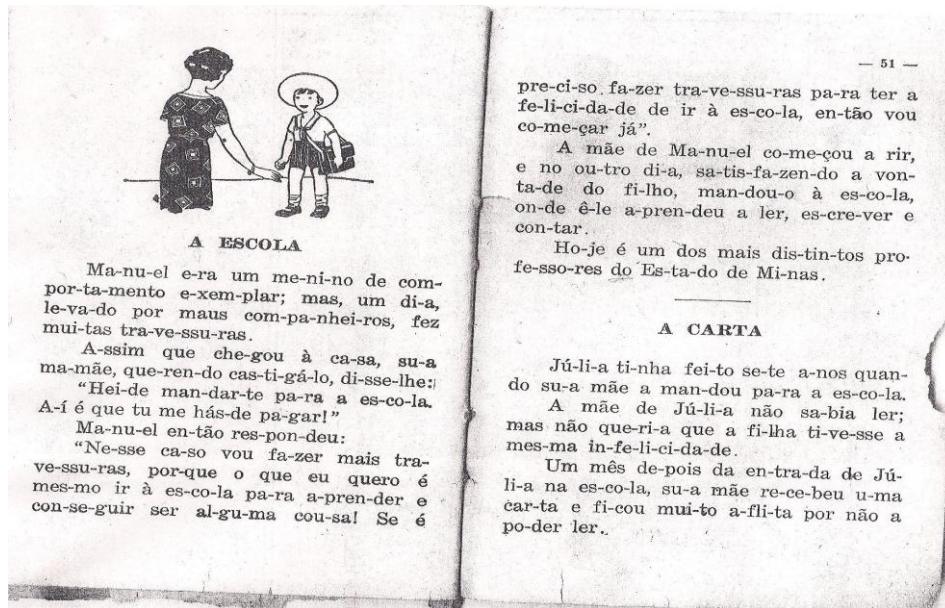 A ESCOLA
Ma-nu-el e-ra um me-ni-no de com-
por-ta-mento e-xem-plar; mas, um di-a,
le-va-do por maus com-pa-nhei-ros, fez
mui-tas tra-ve-ssu-ras.
A-ssim que che-gou à ca-sa, su-a
ma-mãe, que-ren-do cas-ti-gá-lo, di-sse-lhe:
"Hei-de man-dar-te pa-ra a es-co-la.
A-í é que tu me hás-de pa-gar!"
Ma-nu-el en-tão res-pon-deu:
"Ne-sse ca-so vou fa-zer mais tra-
ve-ssu-ras, por-que o que eu quero é
mes-mo ir à es-co-la pa-ra a-pren-der e
con-se-guir ser al-gu-ma cou-sa! Se é
— 51 —
pre-ci-so fa-zer tra-ve-ssu-ras pa-ra ter a
fe-li-ci-da-de de ir à es-co-la, en-tão vou
co-me-çar já".
A mãe de Ma-nu-el co-me-çou a rir,
e no ou-tro di-a, sa-tis-fa-zen-do a von-
ta-de do fi-lho, man-dou-o à es-co-la,
on-de ê-le a-pren-deu a ler, es-cre-ver e
con-tar.
Ho-je é um dos mais dis-tin-tos pro-
fe-sso-res do Es-ta-do de Mi-nas.
A CARTA
Jú-li-a ti-nha fei-to se-te a-nos quan-
do su-a mãe a man-dou pa-ra a es-co-la.
A mãe de Jú-li-a não sa-bia ler;
mas não que-ri-a que a fi-lha ti-ve-sse a
mes-ma in-fe-li-ci-da-de.
Um mês de-pois da en-tra-da de Jú-
li-a na es-co-la, su-a mãe re-ce-beu u-ma
car-ta e fi-cou mui-to a-fli-ta por não a
po-der ler.